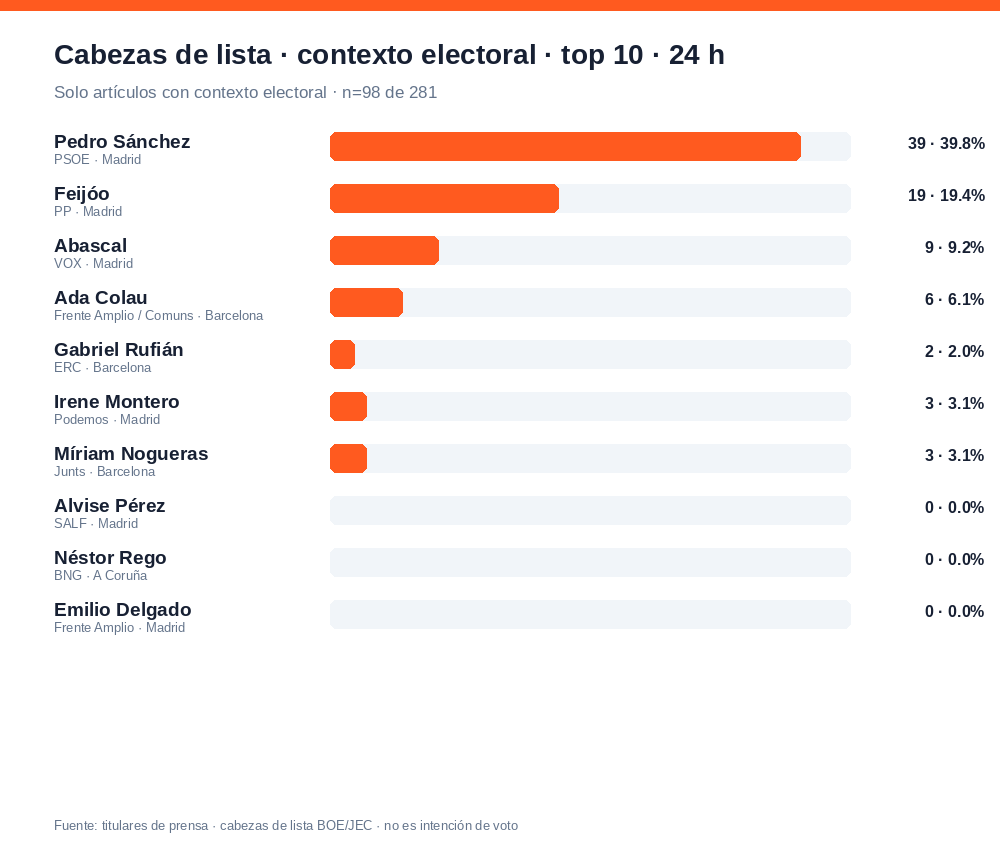 Cabezas de lista · contexto electoral · top 10 · 24 h
Solo artículos con contexto electoral · n=98 de 281
Pedro Sánchez
PSOE · Madrid
39 · 39.8%
Feijóo
PP · Madrid
19 · 19.4%
Abascal
VOX · Madrid
9 · 9.2%
Ada Colau
Frente Amplio / Comuns · Barcelona
6 · 6.1%
Gabriel Rufián
ERC · Barcelona
2 · 2.0%
Irene Montero
Podemos · Madrid
3 · 3.1%
Míriam Nogueras
Junts · Barcelona
3 · 3.1%
Alvise Pérez
SALF · Madrid
0 · 0.0%
Néstor Rego
BNG · A Coruña
0 · 0.0%
Emilio Delgado
Frente Amplio · Madrid
0 · 0.0%
Fuente: titulares de prensa · cabezas de lista BOE/JEC · no es intención de voto